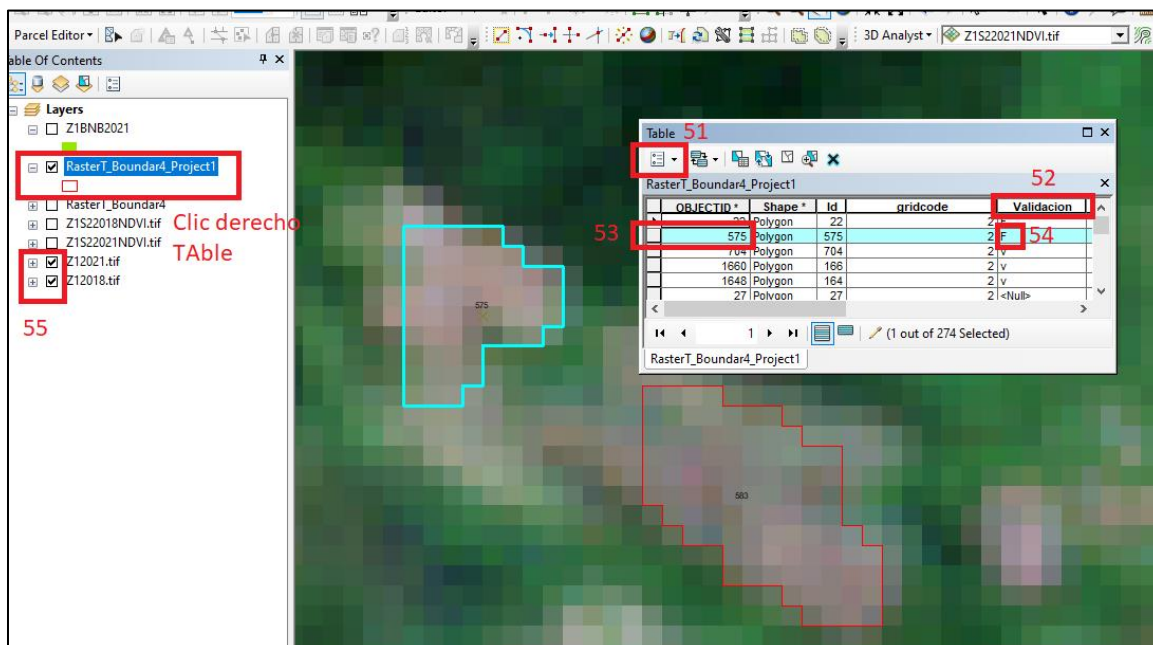 Parcel Editor
3D Analyst
Z1S22021NDVI.tif
able Of Contents
Layers
Z1BNB2021
RasterT_Boundar4_Project1
RasterT_Boundar4
Z1S22018NDVI.tif
Z1S22021NDVI.tif
Z12021.tif
Z12018.tif
Clic derecho
TAble
55
575
583
Table 51
52
RasterT_Boundar4_Project1
OBJECTID * Shape * Id gridcode Validacion
Polygon 22 2
53 575 Polygon 575 2 F 54
704 Polygon 704 2 v
1660 Polygon 166 2 v
1648 Polygon 164 2 v
27 Polygon 27 2 <Null>
1 (1 out of 274 Selected)
RasterT_Boundar4_Project1